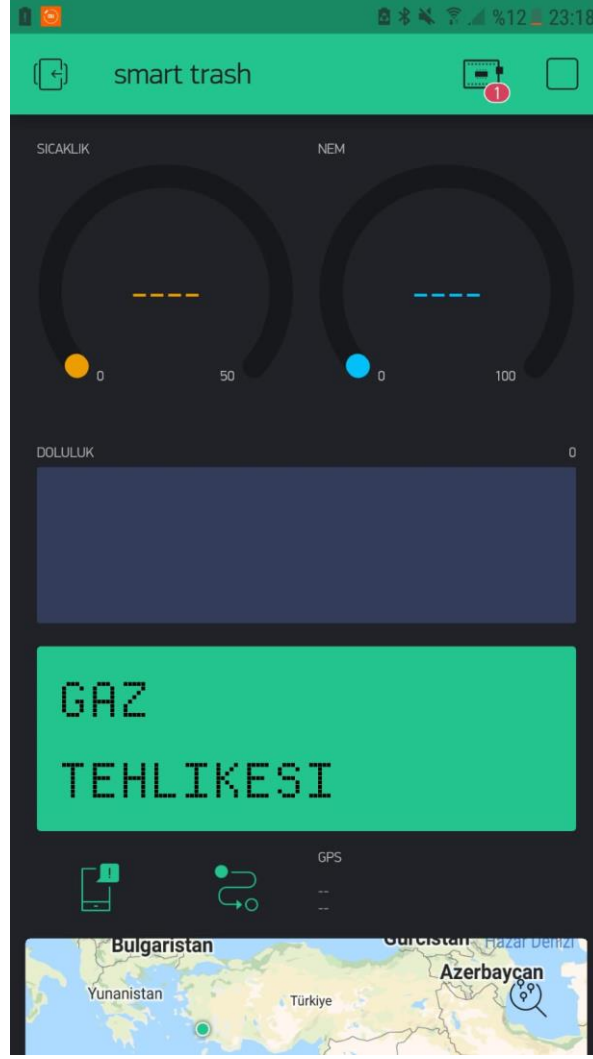 %12 23:18
smart trash
1
SICAKLIK
NEM
----
----
0
50
0
100
DOLULUK
0
GAZ
TEHLIKESI
GPS
--
--
Bulgaristan
Gürcistan
Hazar Denizi
Azerbaycan
Yunanistan
Türkiye